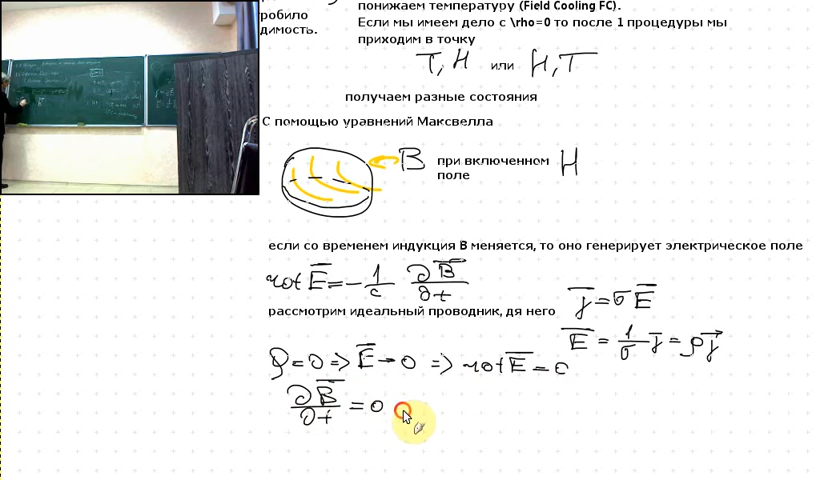 робило
димость.
понижаем температуру (Field Cooling FC).
Если мы имеем дело с \rho=0 то после 1 процедуры мы
приходим в точку
T, H или H, T
получаем разные состояния
С помощью уравнений Максвелла
B при включенном H
поле
если со временем индукция B меняется, то оно генерирует электрическое поле
rot E̅ = - 1/c ∂B̅/∂t
j̅ = σ E̅
рассмотрим идеальный проводник, дя него
E̅ = 1/σ j̅ = ρ j⃗
ρ = 0 => E̅ → 0 => rot E̅ = 0
∂B̅/∂t = 0